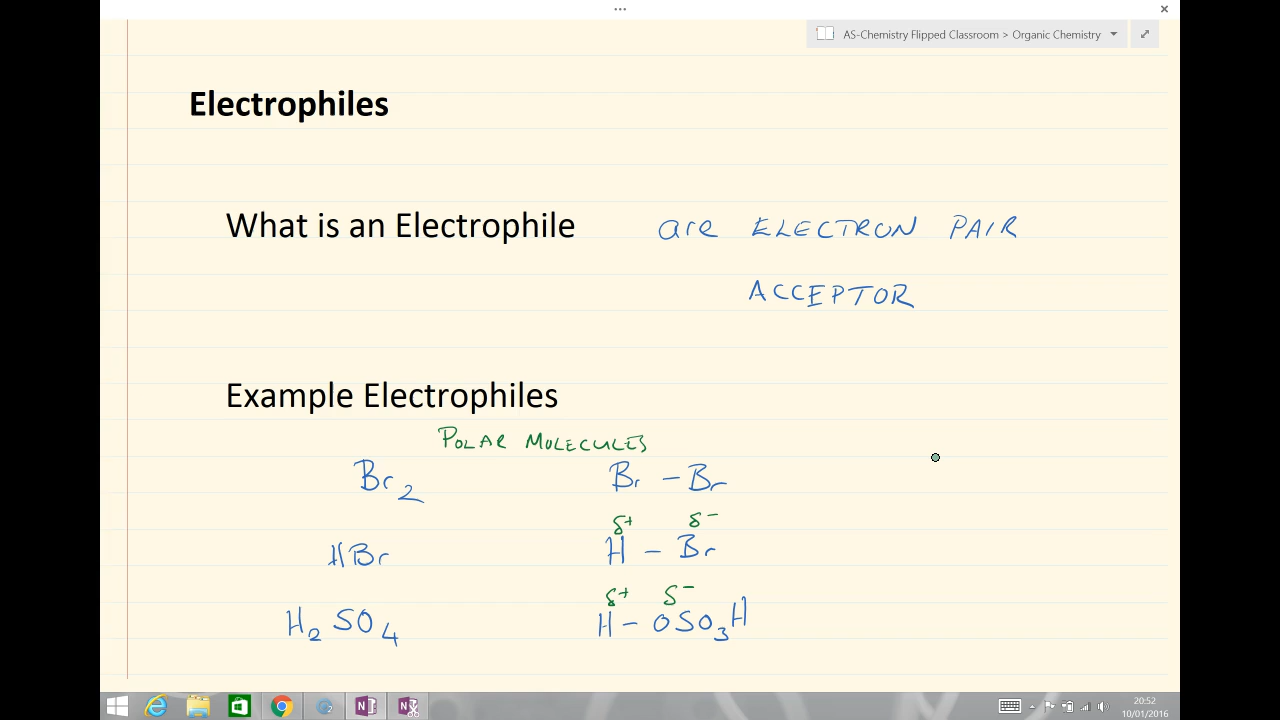 AS-Chemistry Flipped Classroom > Organic Chemistry
Electrophiles
What is an Electrophile are ELECTRON PAIR
ACCEPTOR
Example Electrophiles
POLAR MOLECULES
Br₂ Br – Br
δ+ δ−
HBr H – Br
δ+ δ−
H₂SO₄ H – OSO₃H
20:52
10/01/2016